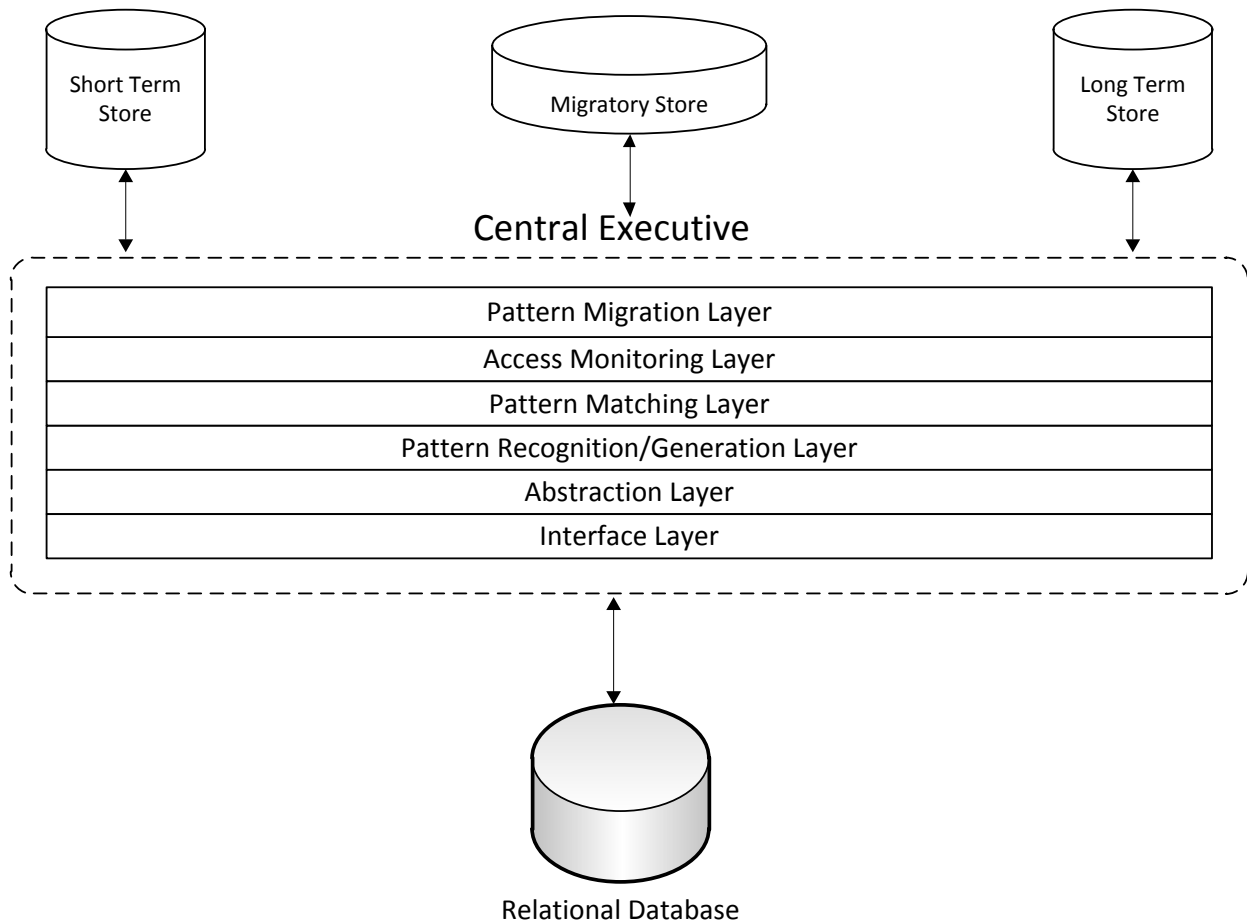 Short Term
Store
Migratory Store
Long Term
Store
Central Executive
Pattern Migration Layer
Access Monitoring Layer
Pattern Matching Layer
Pattern Recognition/Generation Layer
Abstraction Layer
Interface Layer
Relational Database